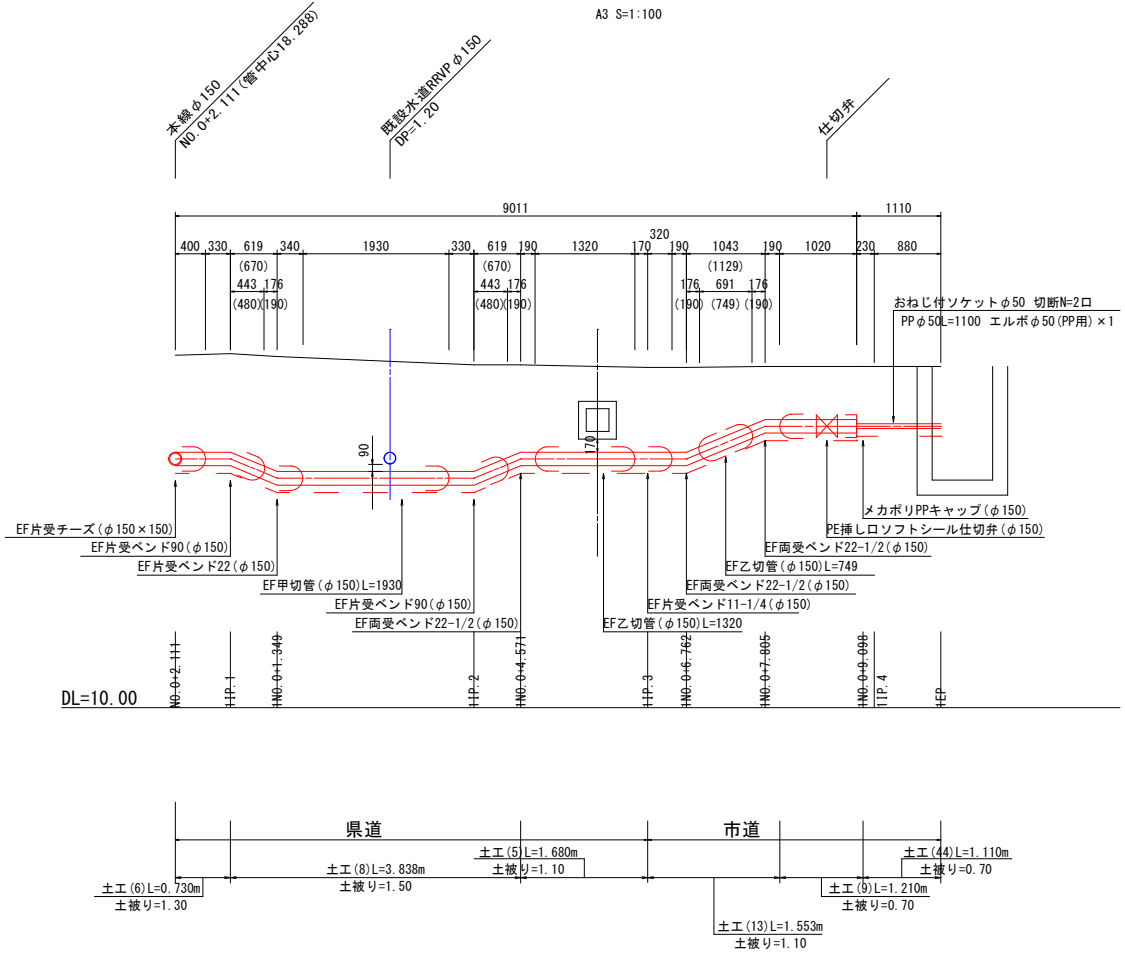 A3 S=1:100
本線φ150
NO.0+2.111(管中心18.288)
既設水道RRVPφ150
DP=1.20
仕切弁
9011
1110
320
400
330
619
340
1930
330
619
190
1320
170
190
1043
190
1020
230
880
(670)
(670)
(1129)
443
176
443
176
176
691
176
(480)
(190)
(480)
(190)
(190)
(749)
(190)
おねじ付ソケットφ50 切断N=2口
PPφ50L=1100 エルボφ50(PP用)×1
90
170
EF片受チーズ(φ150×150)
EF片受ベンド90(φ150)
EF片受ベンド22(φ150)
EF甲切管(φ150)L=1930
EF片受ベンド90(φ150)
EF両受ベンド22-1/2(φ150)
メカポリPPキャップ(φ150)
PE挿し口ソフトシール仕切弁(φ150)
EF両受ベンド22-1/2(φ150)
EF乙切管(φ150)L=749
EF両受ベンド22-1/2(φ150)
EF片受ベンド11-1/4(φ150)
EF乙切管(φ150)L=1320
DL=10.00
NO.0+2.111
1IP.1
1NO.0+1.349
1IP.2
1NO.0+4.571
1IP.3
1NO.0+6.762
1NO.0+7.805
1NO.0+9.098
1IP.4
1EP
県道
市道
土工(6)L=0.730m
土被り=1.30
土工(8)L=3.838m
土被り=1.50
土工(5)L=1.680m
土被り=1.10
土工(13)L=1.553m
土被り=1.10
土工(9)L=1.210m
土被り=0.70
土工(44)L=1.110m
土被り=0.70